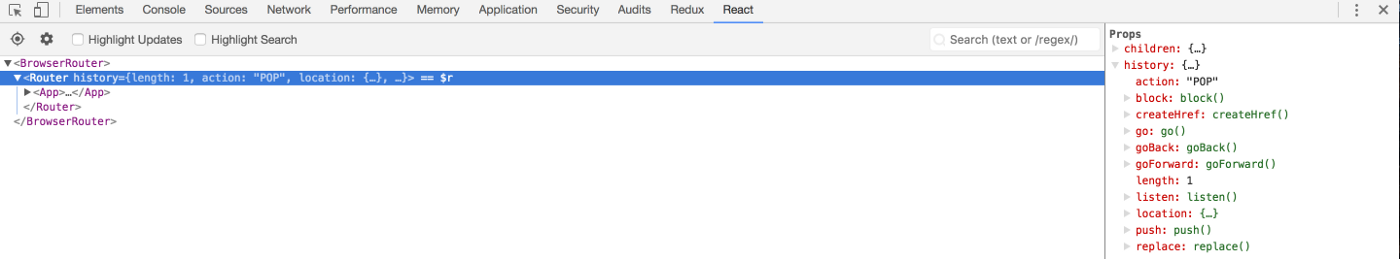 Elements Console Sources Network Performance Memory Application Security Audits Redux React
Highlight Updates Highlight Search Search (text or /regex/)
<BrowserRouter>
<Router history={length: 1, action: "POP", location: {…}, …}> == $r
<App>…</App>
</Router>
</BrowserRouter>
Props
children: {…}
history: {…}
action: "POP"
block: block()
createHref: createHref()
go: go()
goBack: goBack()
goForward: goForward()
length: 1
listen: listen()
location: {…}
push: push()
replace: replace()